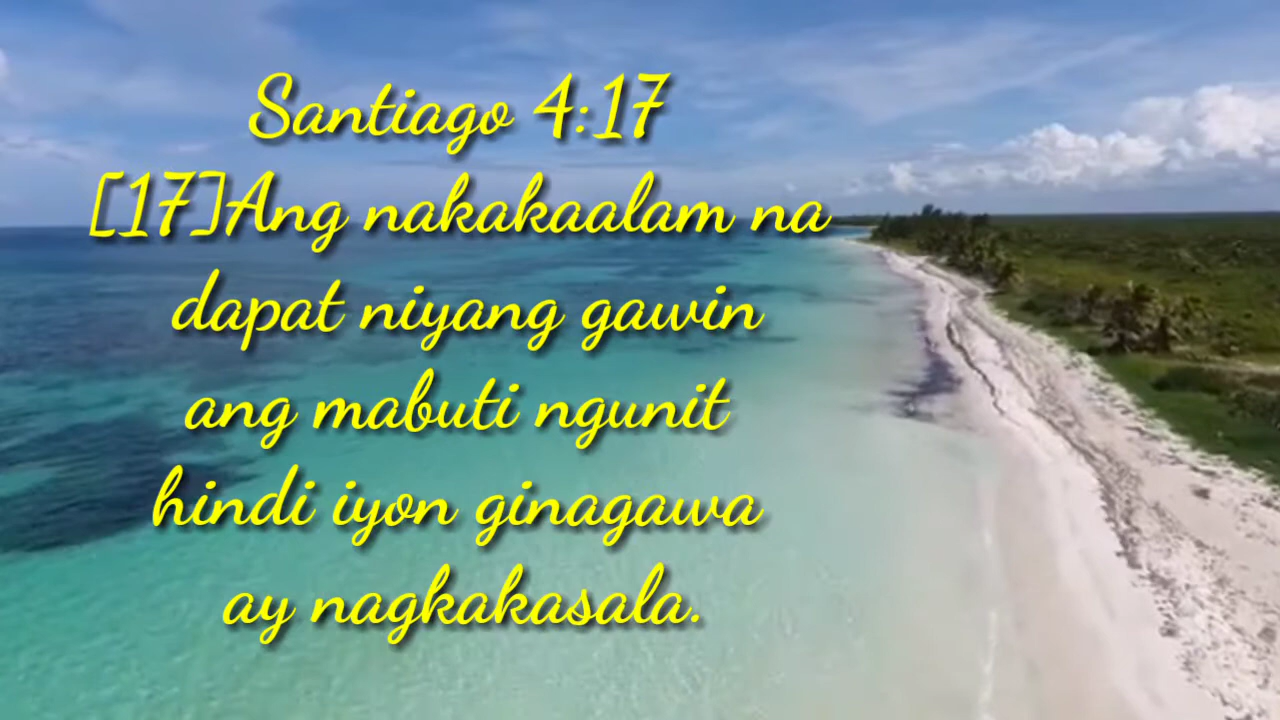 Santiago 4:17
[17]Ang nakakaalam na
dapat niyang gawin
ang mabuti ngunit
hindi iyon ginagawa
ay nagkakasala.